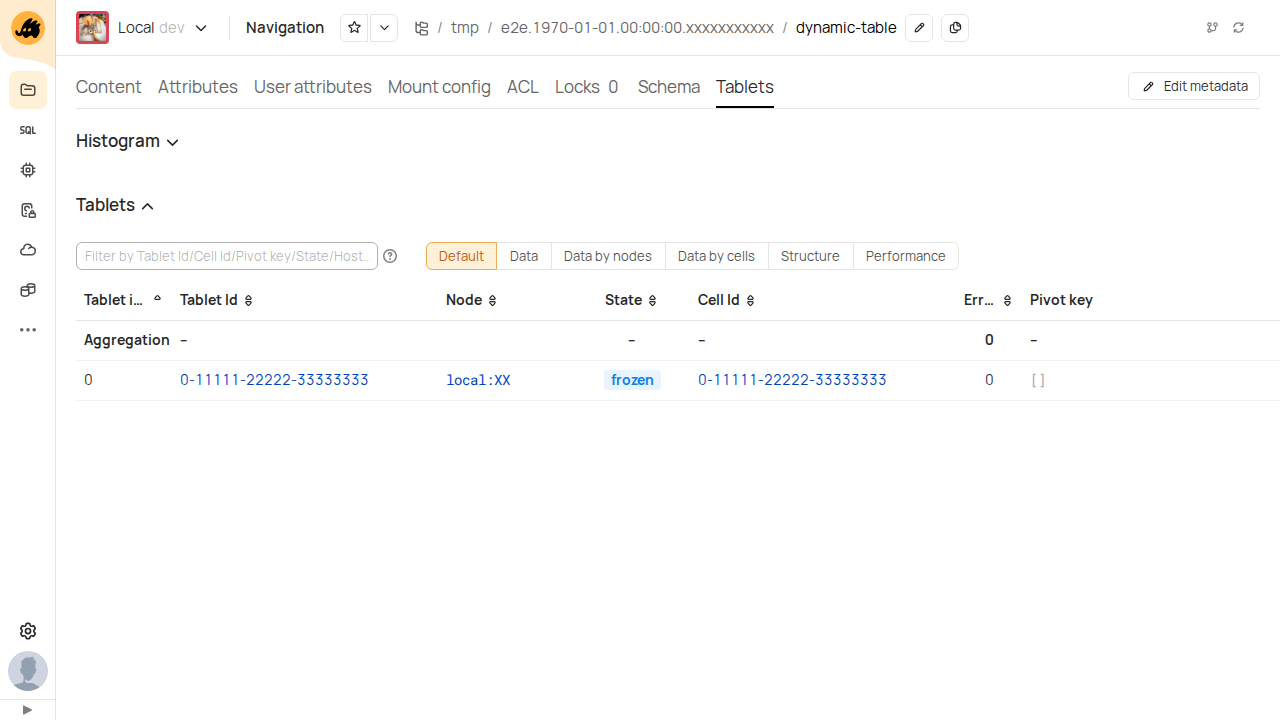 Local dev Navigation / tmp / e2e.1970-01-01.00:00:00.xxxxxxxxxxx / dynamic-table
Content Attributes User attributes Mount config ACL Locks 0 Schema Tablets Edit metadata
SQL
Histogram
Tablets
Filter by Tablet Id/Cell Id/Pivot key/State/Host... Default Data Data by nodes Data by cells Structure Performance
Tablet i... Tablet Id Node State Cell Id Err... Pivot key
Aggregation – – – 0 –
0 0-11111-22222-33333333 local:XX frozen 0-11111-22222-33333333 0 []